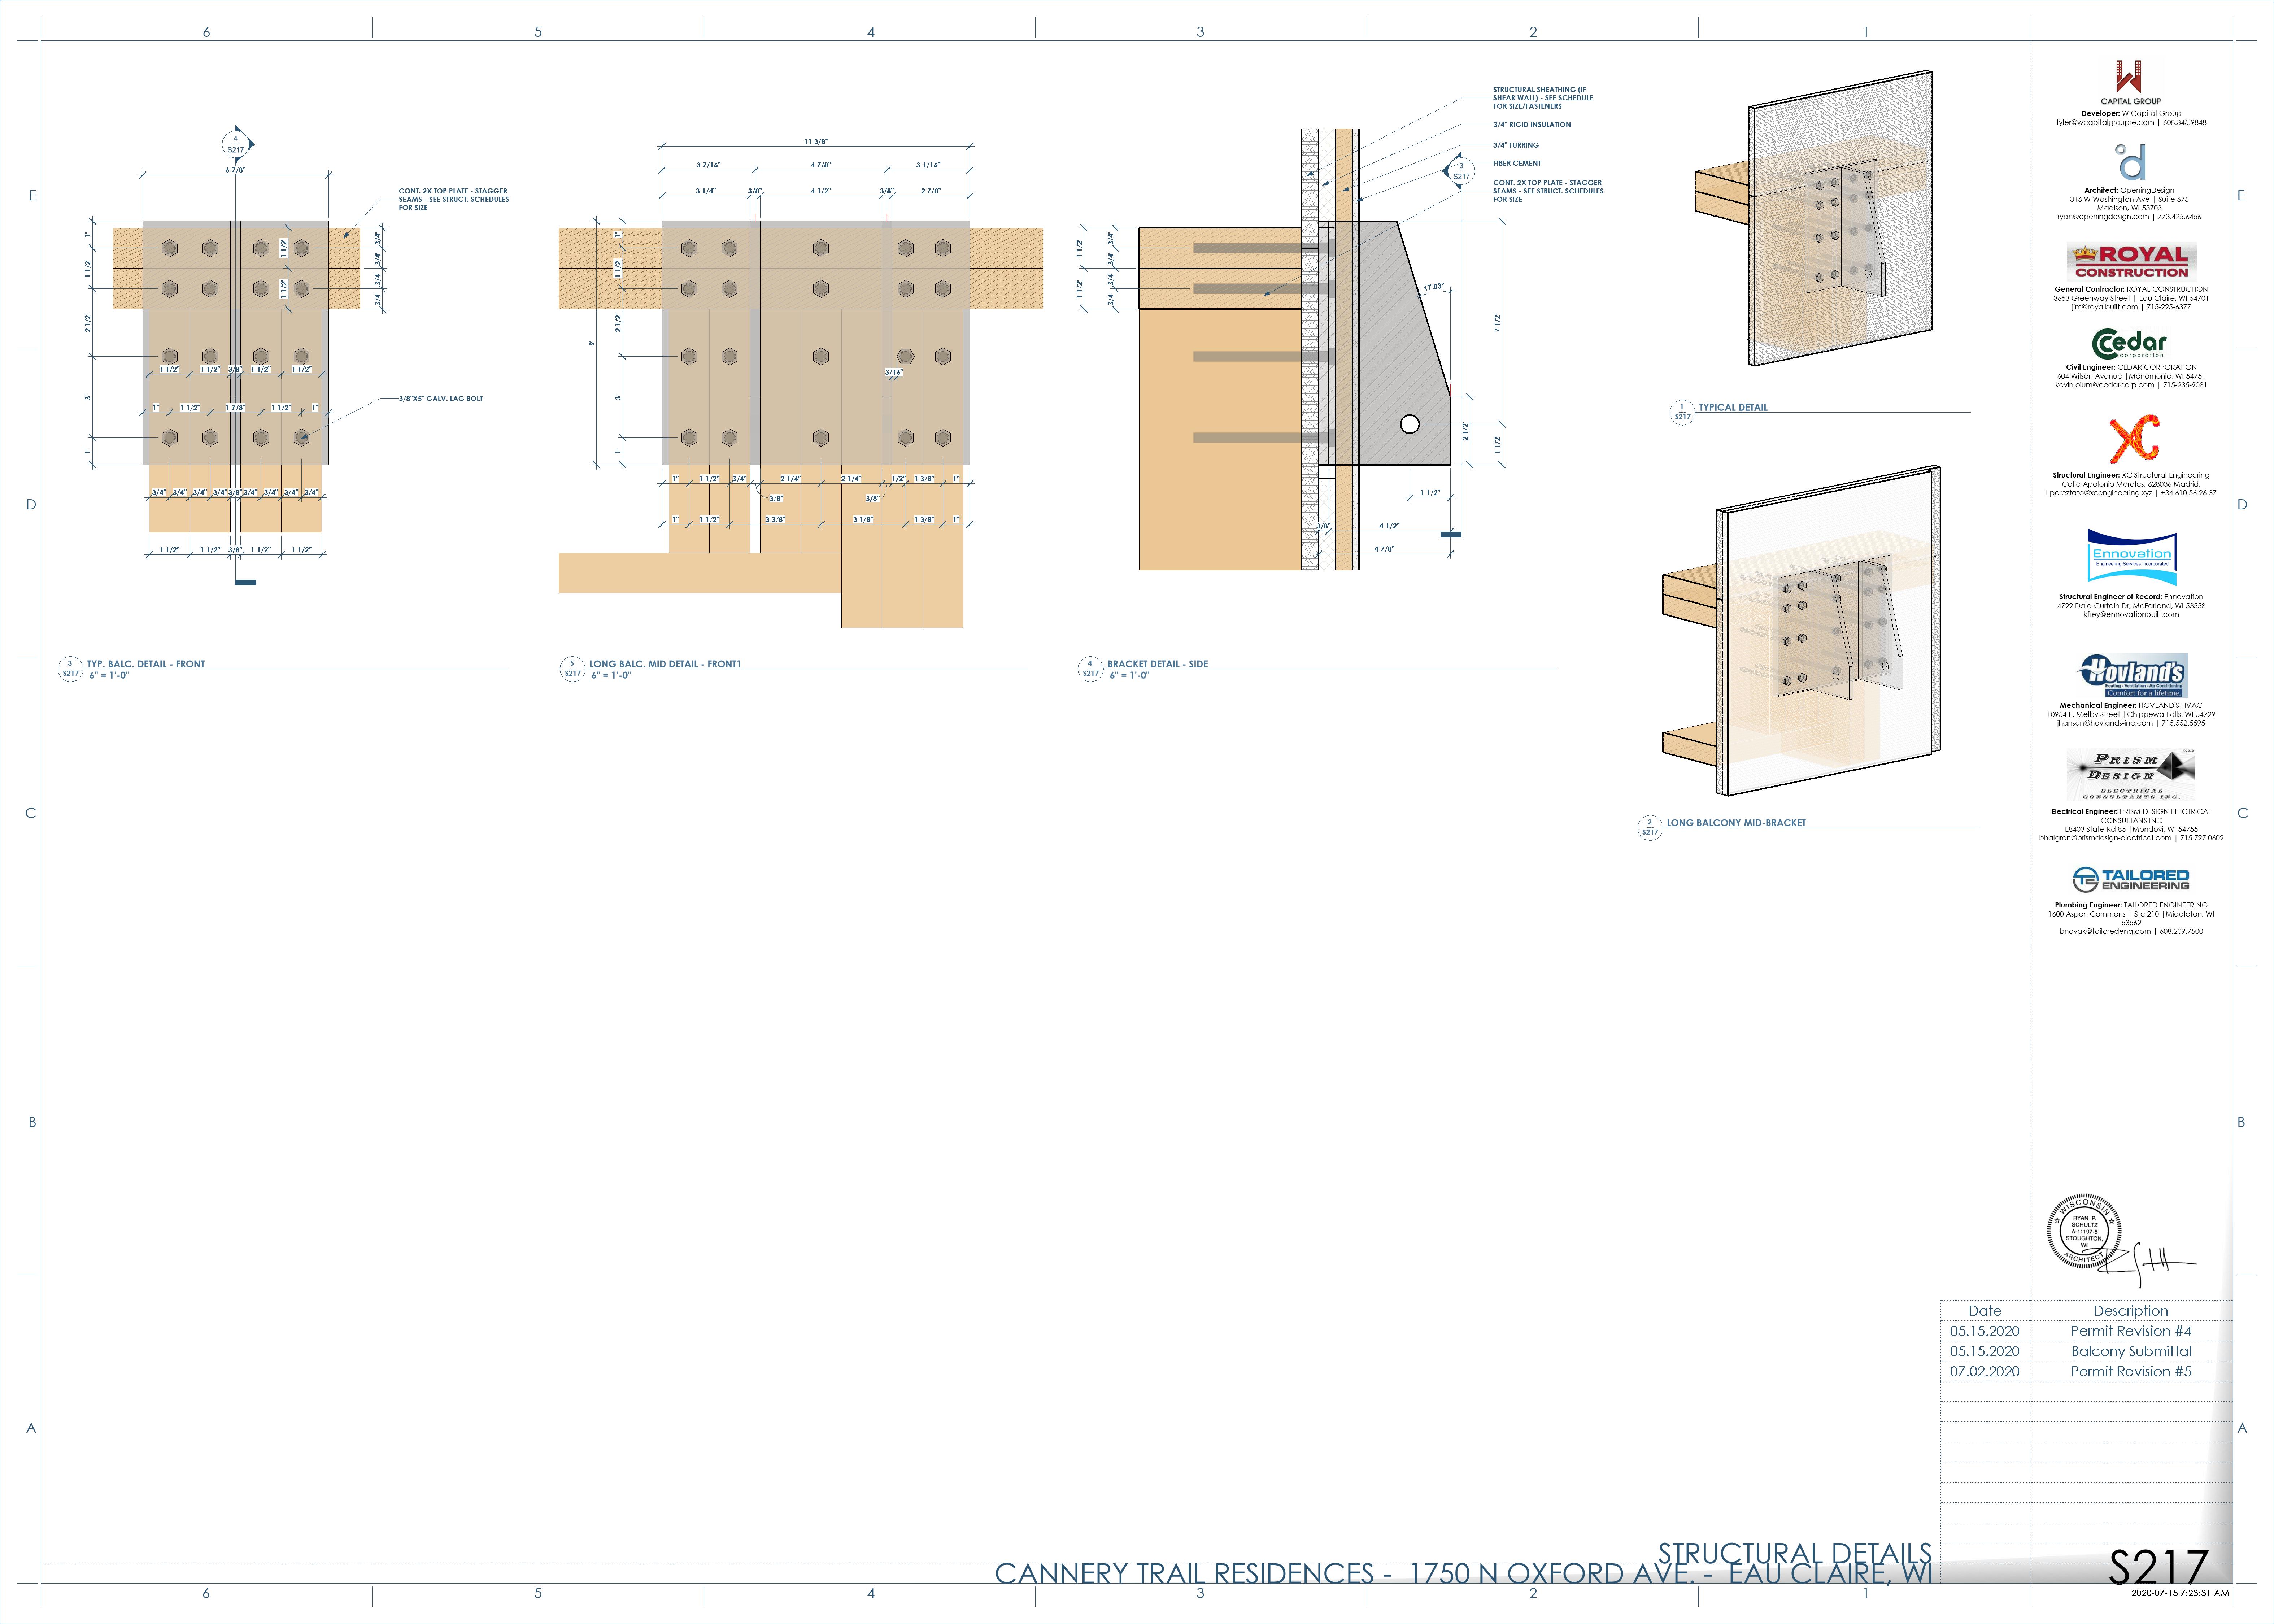 6
5
4
3
2
1
E
D
C
B
A
4
S217
6 7/8"
CONT. 2X TOP PLATE - STAGGER
SEAMS - SEE STRUCT. SCHEDULES
FOR SIZE
1"
1 1/2"
2 1/2"
3"
1"
1 1/2"
1 1/2"
3/4"
3/4"
3/4"
3/4"
1 1/2" 1 1/2" 3/8" 1 1/2" 1 1/2"
1" 1 1/2" 1 7/8" 1 1/2" 1"
3/8"X5" GALV. LAG BOLT
3/4" 3/4" 3/4" 3/4" 3/8" 3/4" 3/4" 3/4" 3/4"
1 1/2" 1 1/2" 3/8" 1 1/2" 1 1/2"
3
S217
TYP. BALC. DETAIL - FRONT
6" = 1'-0"
11 3/8"
3 7/16" 4 7/8" 3 1/16"
3 1/4" 3/8" 4 1/2" 3/8" 2 7/8"
9"
1"
1 1/2"
2 1/2"
3"
1"
3/16"
1" 1 1/2" 3/4" 2 1/4" 2 1/4" 1/2" 1 3/8" 1"
3/8" 3/8"
1" 1 1/2" 3 3/8" 3 1/8" 1 3/8" 1"
5
S217
LONG BALC. MID DETAIL - FRONT1
6" = 1'-0"
STRUCTURAL SHEATHING (IF
SHEAR WALL) - SEE SCHEDULE
FOR SIZE/FASTENERS
3/4" RIGID INSULATION
3/4" FURRING
FIBER CEMENT
3
S217
CONT. 2X TOP PLATE - STAGGER
SEAMS - SEE STRUCT. SCHEDULES
FOR SIZE
1 1/2"
1 1/2"
3/4"
3/4"
3/4"
3/4"
17.03°
7 1/2"
2 1/2"
1 1/2"
1 1/2"
3/8" 4 1/2"
4 7/8"
4
S217
BRACKET DETAIL - SIDE
6" = 1'-0"
1
S217
TYPICAL DETAIL
2
S217
LONG BALCONY MID-BRACKET
CAPITAL GROUP
Developer: W Capital Group
tyler@wcapitalgroupre.com | 608.345.9848
Architect: OpeningDesign
316 W Washington Ave | Suite 675
Madison, WI 53703
ryan@openingdesign.com | 773.425.6456
ROYAL
CONSTRUCTION
General Contractor: ROYAL CONSTRUCTION
3653 Greenway Street | Eau Claire, WI 54701
jim@royalbuilt.com | 715-225-6377
Cedar
corporation
Civil Engineer: CEDAR CORPORATION
604 Wilson Avenue |Menomonie, WI 54751
kevin.oium@cedarcorp.com | 715-235-9081
XC
Structural Engineer: XC Structural Engineering
Calle Apolonio Morales, 628036 Madrid,
l.pereztato@xcengineering.xyz | +34 610 56 26 37
Ennovation
Engineering Services Incorporated
Structural Engineer of Record: Ennovation
4729 Dale-Curtain Dr, McFarland, WI 53558
kfrey@ennovationbuilt.com
Hovland's
Heating - Ventilation - Air Conditioning
Comfort for a lifetime.
Mechanical Engineer: HOVLAND'S HVAC
10954 E. Melby Street |Chippewa Falls, WI 54729
jhansen@hovlands-inc.com | 715.552.5595
PRISM
DESIGN
ELECTRICAL
CONSULTANTS INC.
Electrical Engineer: PRISM DESIGN ELECTRICAL
CONSULTANS INC
E8403 State Rd 85 |Mondovi, WI 54755
bhalgren@prismdesign-electrical.com | 715.797.0602
TAILORED
ENGINEERING
Plumbing Engineer: TAILORED ENGINEERING
1600 Aspen Commons | Ste 210 |Middleton, WI
53562
bnovak@tailoredeng.com | 608.209.7500
WISCONSIN
RYAN P.
SCHULTZ
A-11197-5
STOUGHTON,
WI
ARCHITECT
Date Description
05.15.2020 Permit Revision #4
05.15.2020 Balcony Submittal
07.02.2020 Permit Revision #5
STRUCTURAL DETAILS
CANNERY TRAIL RESIDENCES - 1750 N OXFORD AVE. - EAU CLAIRE, WI
S217
2020-07-15 7:23:31 AM
E
D
C
B
A
6
5
4
3
2
1